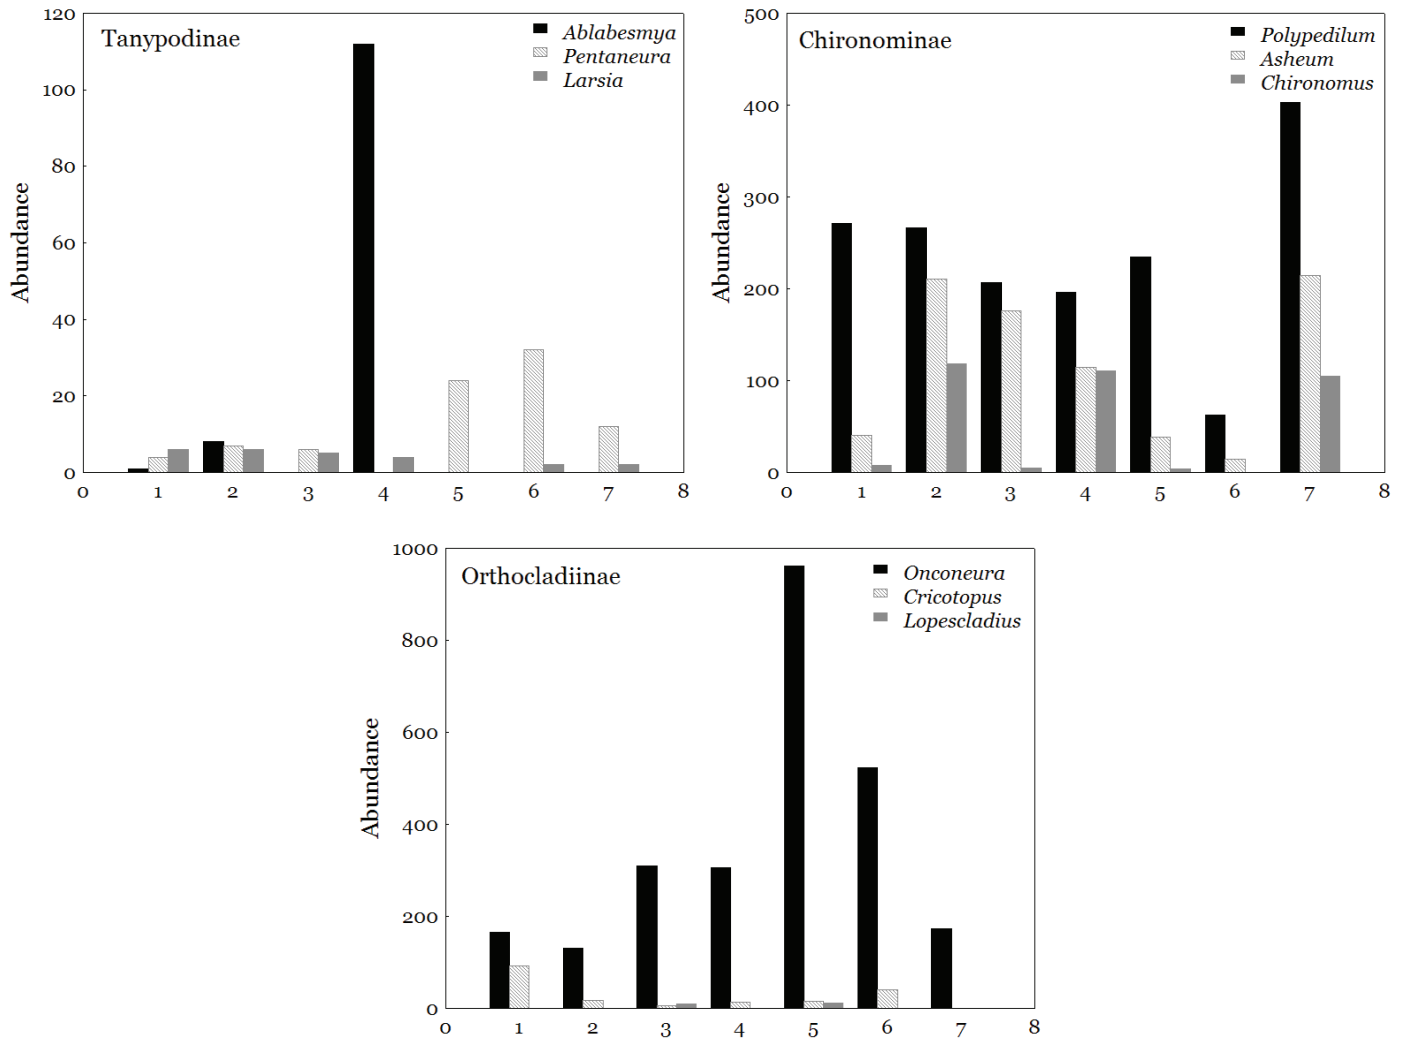 Tanypodinae
Ablabesmya
Pentaneura
Larsia
Abundance
120
100
80
60
40
20
0
0 1 2 3 4 5 6 7 8
Chironominae
Polypedilum
Asheum
Chironomus
Abundance
500
400
300
200
100
0
0 1 2 3 4 5 6 7 8
Orthocladiinae
Onconeura
Cricotopus
Lopescladius
Abundance
1000
800
600
400
200
0
0 1 2 3 4 5 6 7 8